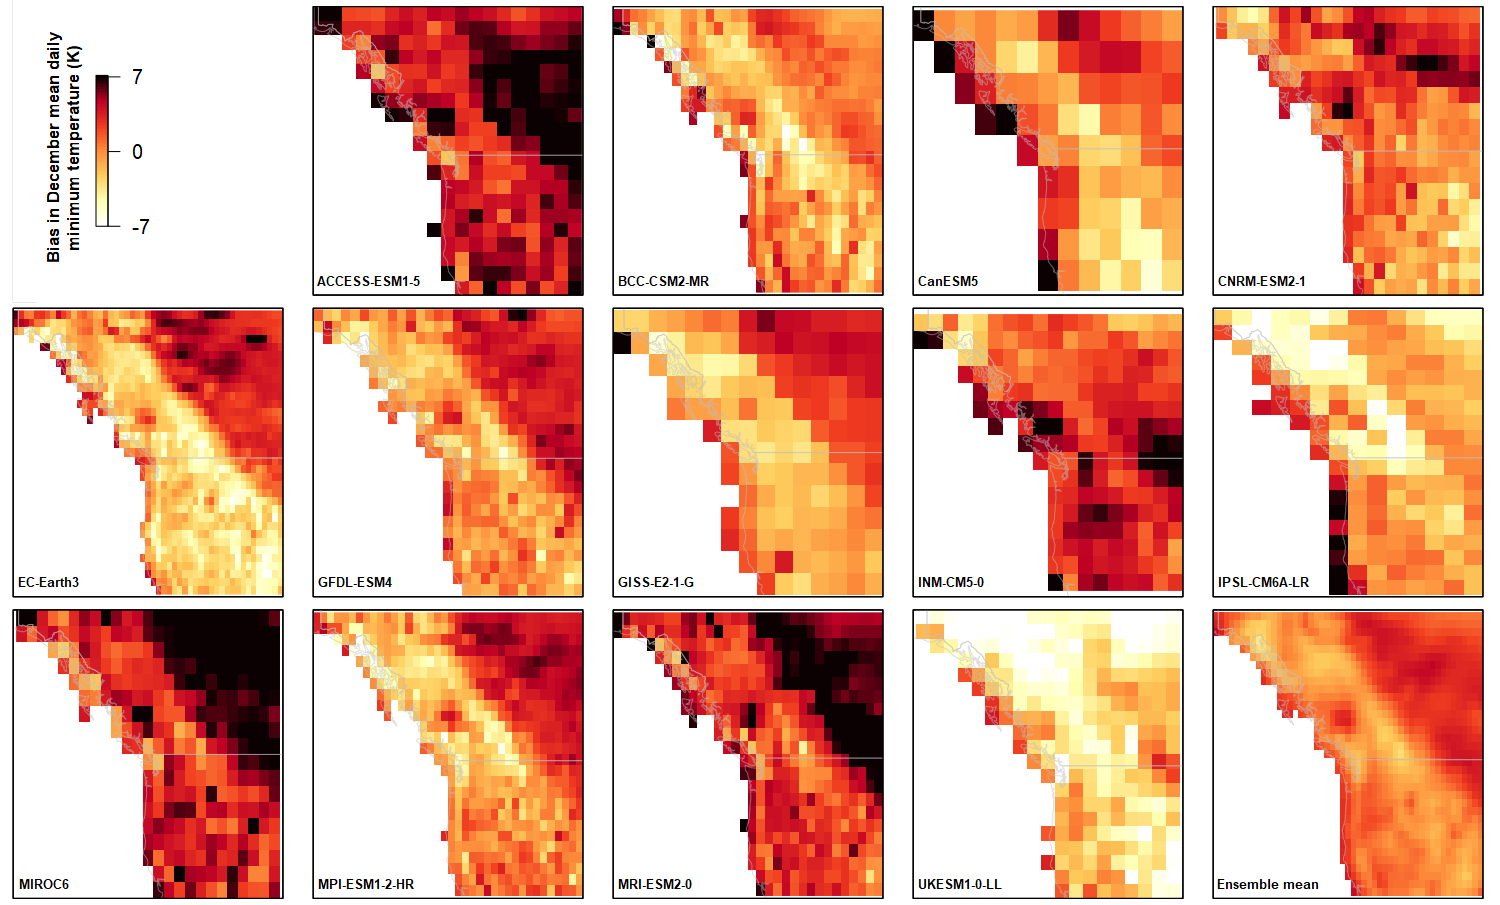 Bias in December mean daily
minimum temperature (K)
7
0
-7
ACCESS-ESM1-5
BCC-CSM2-MR
CanESM5
CNRM-ESM2-1
EC-Earth3
GFDL-ESM4
GISS-E2-1-G
INM-CM5-0
IPSL-CM6A-LR
MIROC6
MPI-ESM1-2-HR
MRI-ESM2-0
UKESM1-0-LL
Ensemble mean